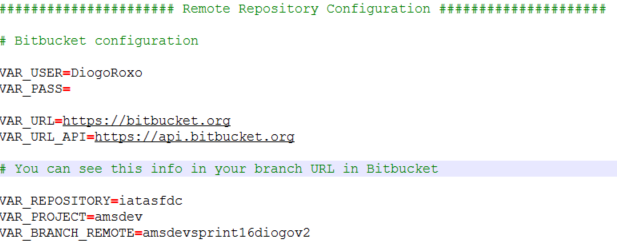 ###################### Remote Repository Configuration #####################
# Bitbucket configuration
VAR_USER=DiogoRoxo
VAR_PASS=
VAR_URL=https://bitbucket.org
VAR_URL_API=https://api.bitbucket.org
# You can see this info in your branch URL in Bitbucket
VAR_REPOSITORY=iatasfdc
VAR_PROJECT=amsdev
VAR_BRANCH_REMOTE=amsdevsprint16diogov2